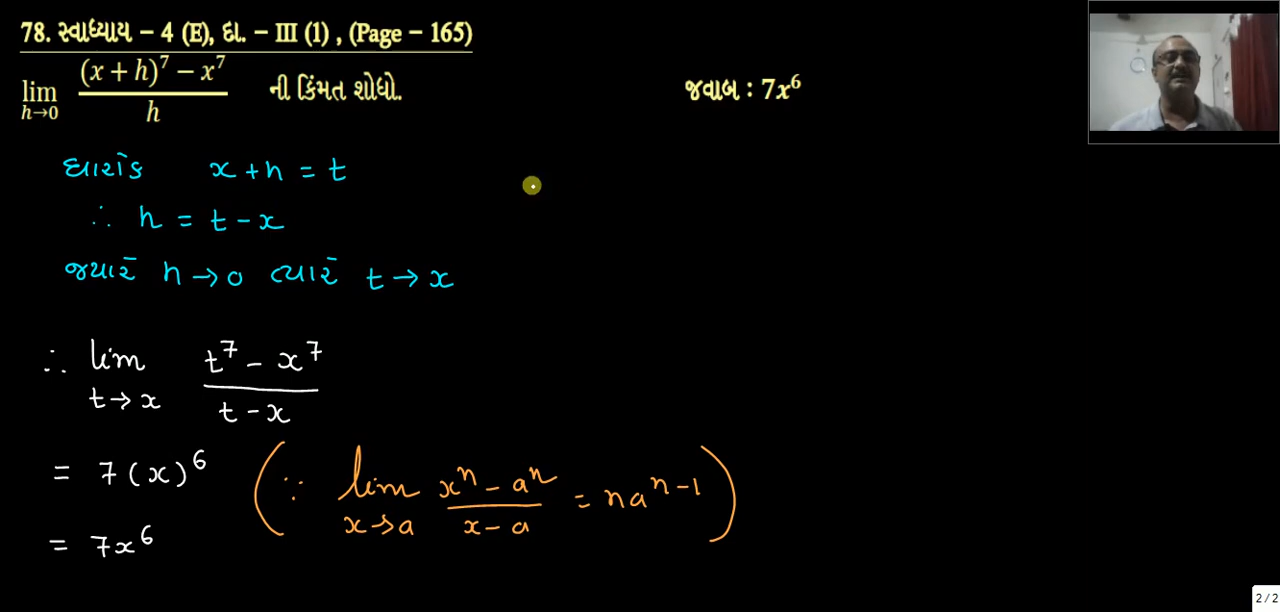 78. સ્વાધ્યાય – 4 (E), દા. – III (1) , (Page – 165)
lim h→0 ((x + h)^7 − x^7) / h ની કિંમત શોધો. જવાબ : 7x^6
ધારોકે x + h = t
∴ h = t − x
જ્યારે h → 0 ત્યારે t → x
∴ lim t→x (t^7 − x^7) / (t − x)
= 7(x)^6 (∵ lim x→a (x^n − a^n) / (x − a) = na^(n−1))
= 7x^6
2 / 2